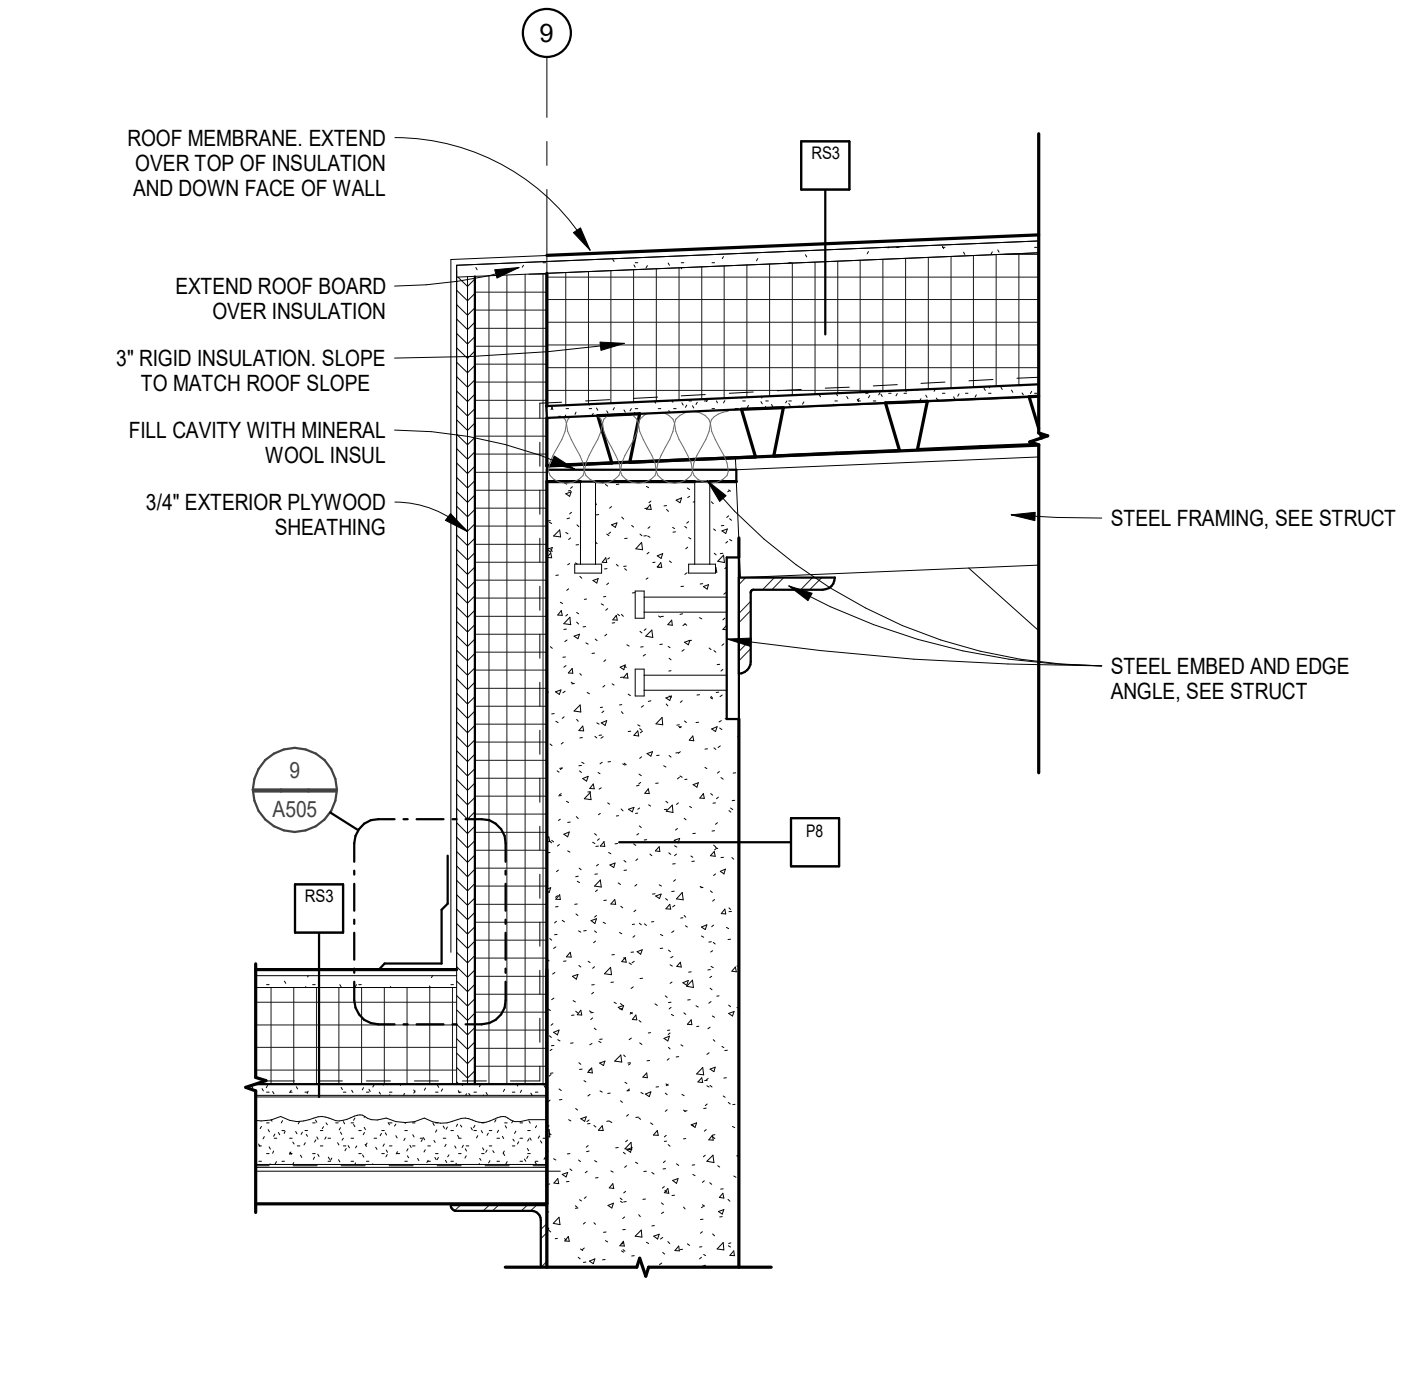 9
ROOF MEMBRANE. EXTEND
OVER TOP OF INSULATION
AND DOWN FACE OF WALL
RS3
EXTEND ROOF BOARD
OVER INSULATION
3" RIGID INSULATION. SLOPE
TO MATCH ROOF SLOPE
FILL CAVITY WITH MINERAL
WOOL INSUL
3/4" EXTERIOR PLYWOOD
SHEATHING
STEEL FRAMING, SEE STRUCT
STEEL EMBED AND EDGE
ANGLE, SEE STRUCT
9
A505
P8
RS3